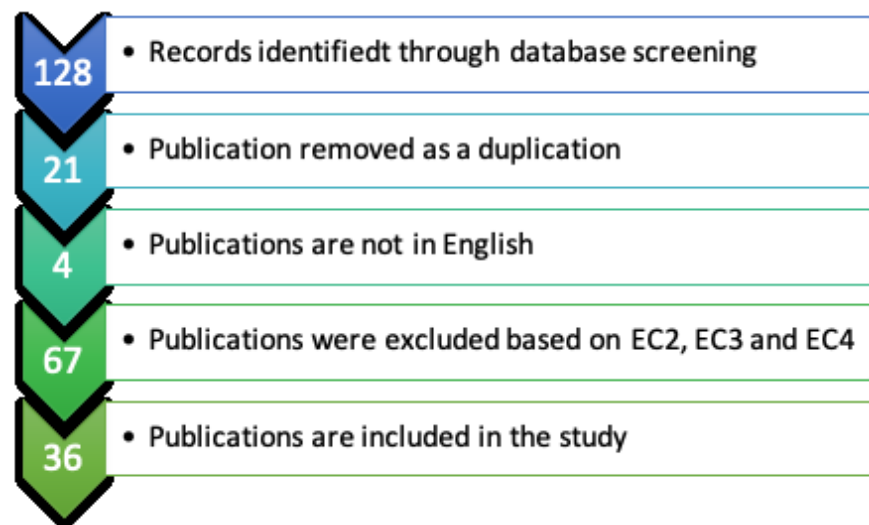 128
• Records identifiedt through database screening
21
• Publication removed as a duplication
4
• Publications are not in English
67
• Publications were excluded based on EC2, EC3 and EC4
36
• Publications are included in the study